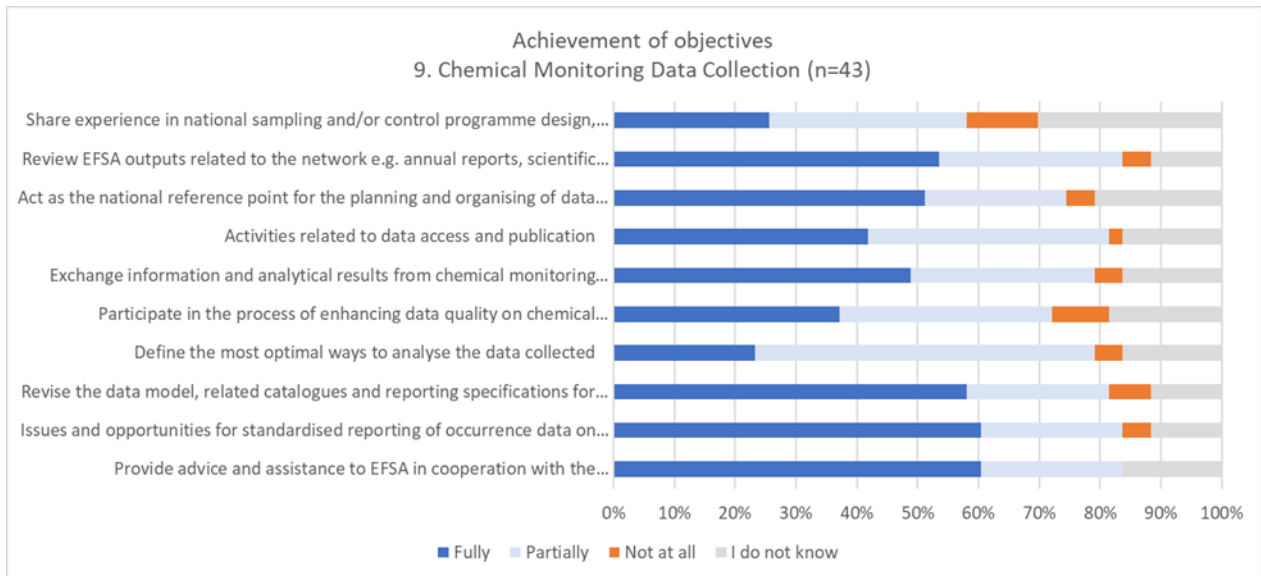 Achievement of objectives
9. Chemical Monitoring Data Collection (n=43)
Share experience in national sampling and/or control programme design,...
Review EFSA outputs related to the network e.g. annual reports, scientific...
Act as the national reference point for the planning and organising of data...
Activities related to data access and publication
Exchange information and analytical results from chemical monitoring...
Participate in the process of enhancing data quality on chemical...
Define the most optimal ways to analyse the data collected
Revise the data model, related catalogues and reporting specifications for...
Issues and opportunities for standardised reporting of occurrence data on...
Provide advice and assistance to EFSA in cooperation with the...
0% 10% 20% 30% 40% 50% 60% 70% 80% 90% 100%
Fully Partially Not at all I do not know